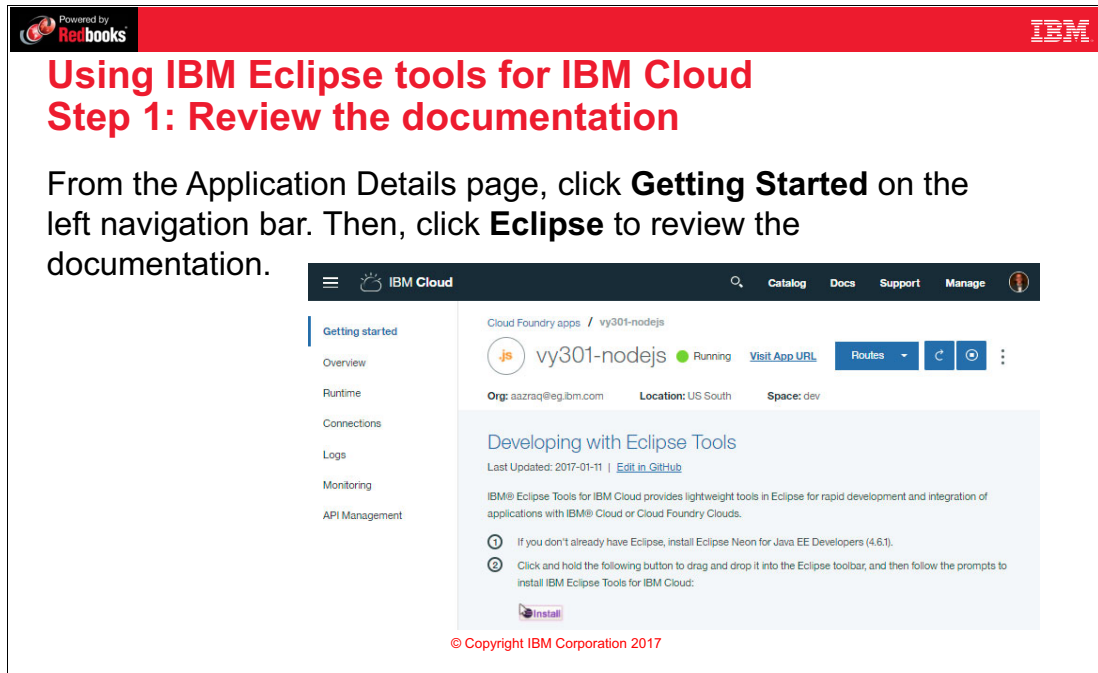 Powered by
Redbooks
IBM
Using IBM Eclipse tools for IBM Cloud
Step 1: Review the documentation
From the Application Details page, click Getting Started on the
left navigation bar. Then, click Eclipse to review the
documentation.
IBM Cloud
Catalog Docs Support Manage
Getting started
Overview
Runtime
Connections
Logs
Monitoring
API Management
Cloud Foundry apps / vy301-nodejs
.js vy301-nodejs Running Visit App URL Routes
Org: aazraq@eg.ibm.com Location: US South Space: dev
Developing with Eclipse Tools
Last Updated: 2017-01-11 | Edit in GitHub
IBM® Eclipse Tools for IBM Cloud provides lightweight tools in Eclipse for rapid development and integration of
applications with IBM® Cloud or Cloud Foundry Clouds.
1 If you don't already have Eclipse, install Eclipse Neon for Java EE Developers (4.6.1).
2 Click and hold the following button to drag and drop it into the Eclipse toolbar, and then follow the prompts to
install IBM Eclipse Tools for IBM Cloud:
Install
© Copyright IBM Corporation 2017